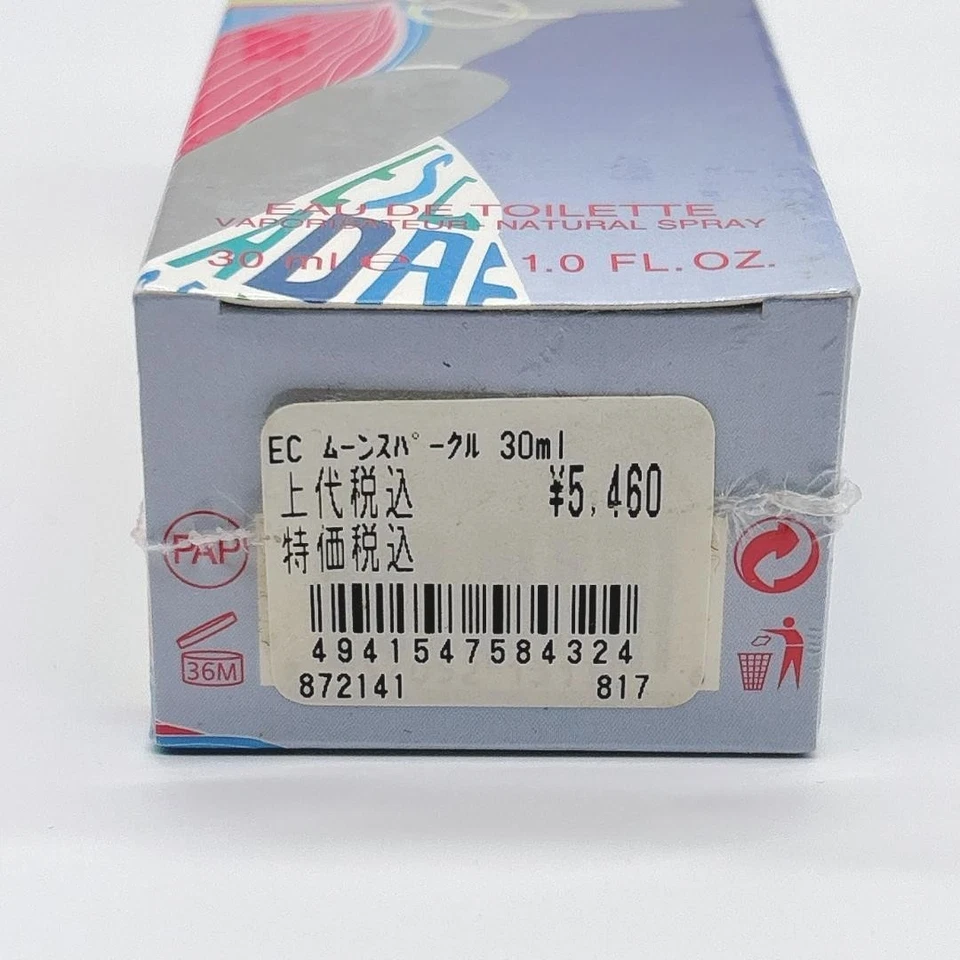 EAU DE TOILETTE
VAPORISATEUR - NATURAL SPRAY
30 ml e 1.0 FL. OZ.
EC ムーンスパークル 30ml
上代税込 ¥5,460
特価税込
PAP
36M
4941547584324
872141 817